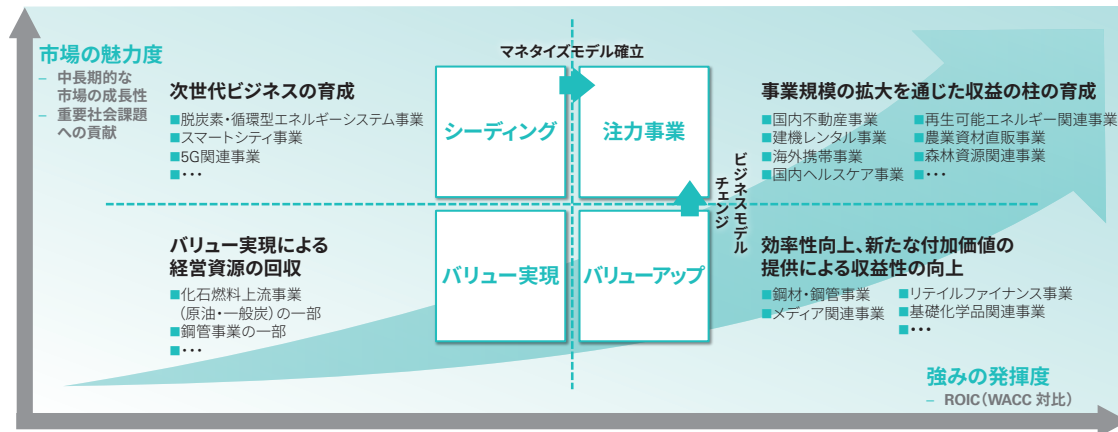 市場の魅力度
– 中長期的な
市場の成長性
– 重要社会課題
への貢献
次世代ビジネスの育成
■脱炭素・循環型エネルギーシステム事業
■スマートシティ事業
■5G関連事業
■・・・
マネタイズモデル確立
シーディング
注力事業
事業規模の拡大を通じた収益の柱の育成
■国内不動産事業
■建機レンタル事業
■海外携帯事業
■国内ヘルスケア事業
■再生可能エネルギー関連事業
■農業資材直販事業
■森林資源関連事業
■・・・
ビジネスモデル
チェンジ
バリュー実現による
経営資源の回収
■化石燃料上流事業
（原油・一般炭）の一部
■鋼管事業の一部
■・・・
バリュー実現
バリューアップ
効率性向上、新たな付加価値の
提供による収益性の向上
■鋼材・鋼管事業
■メディア関連事業
■リテイルファイナンス事業
■基礎化学品関連事業
■・・・
強みの発揮度
– ROIC（WACC 対比）